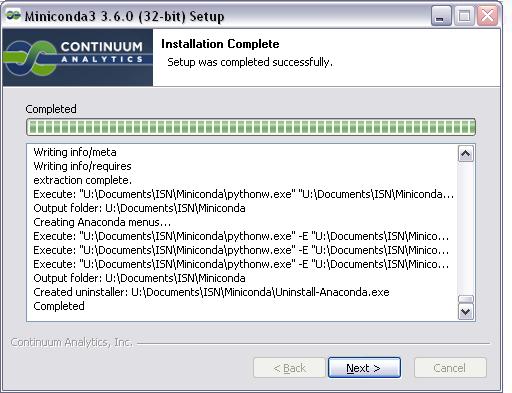 Miniconda3 3.6.0 (32-bit) Setup
CONTINUUM
ANALYTICS
Installation Complete
Setup was completed successfully.
Completed
Writing info/meta
Writing info/requires
extraction complete.
Execute: "U:\Documents\ISN\Miniconda\pythonw.exe" "U:\Documents\ISN\Miniconda...
Output folder: U:\Documents\ISN\Miniconda
Creating Anaconda menus...
Execute: "U:\Documents\ISN\Miniconda\pythonw.exe" -E "U:\Documents\ISN\Minico...
Execute: "U:\Documents\ISN\Miniconda\pythonw.exe" -E "U:\Documents\ISN\Minico...
Execute: "U:\Documents\ISN\Miniconda\pythonw.exe" -E "U:\Documents\ISN\Minico...
Output folder: U:\Documents\ISN\Miniconda
Created uninstaller: U:\Documents\ISN\Miniconda\Uninstall-Anaconda.exe
Completed
Continuum Analytics, Inc.
< Back Next > Cancel